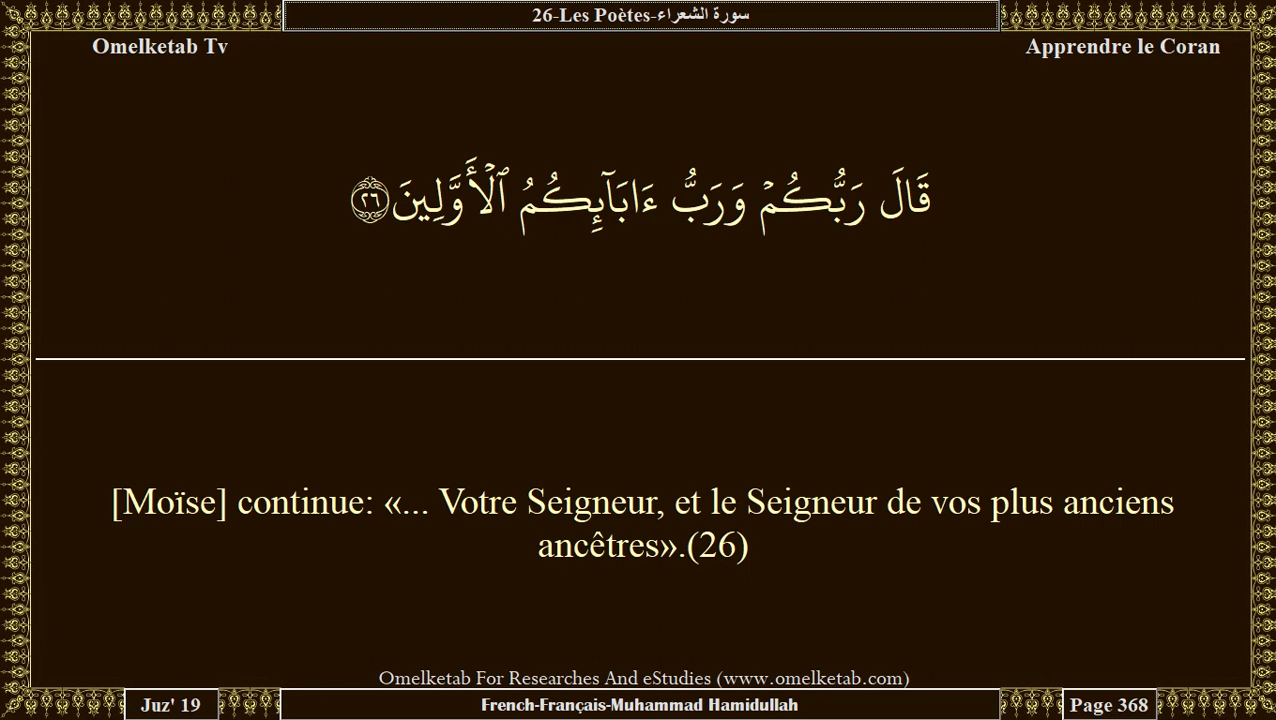 26-Les Poètes-سورة الشعراء
Omelketab Tv
Apprendre le Coran
قَالَ رَبُّكُمۡ وَرَبُّ ءَابَآئِكُمُ ٱلۡأَوَّلِينَ ٢٦
[Moïse] continue: «... Votre Seigneur, et le Seigneur de vos plus anciens
ancêtres».(26)
Omelketab For Researches And eStudies (www.omelketab.com)
Juz' 19
French-Français-Muhammad Hamidullah
Page 368